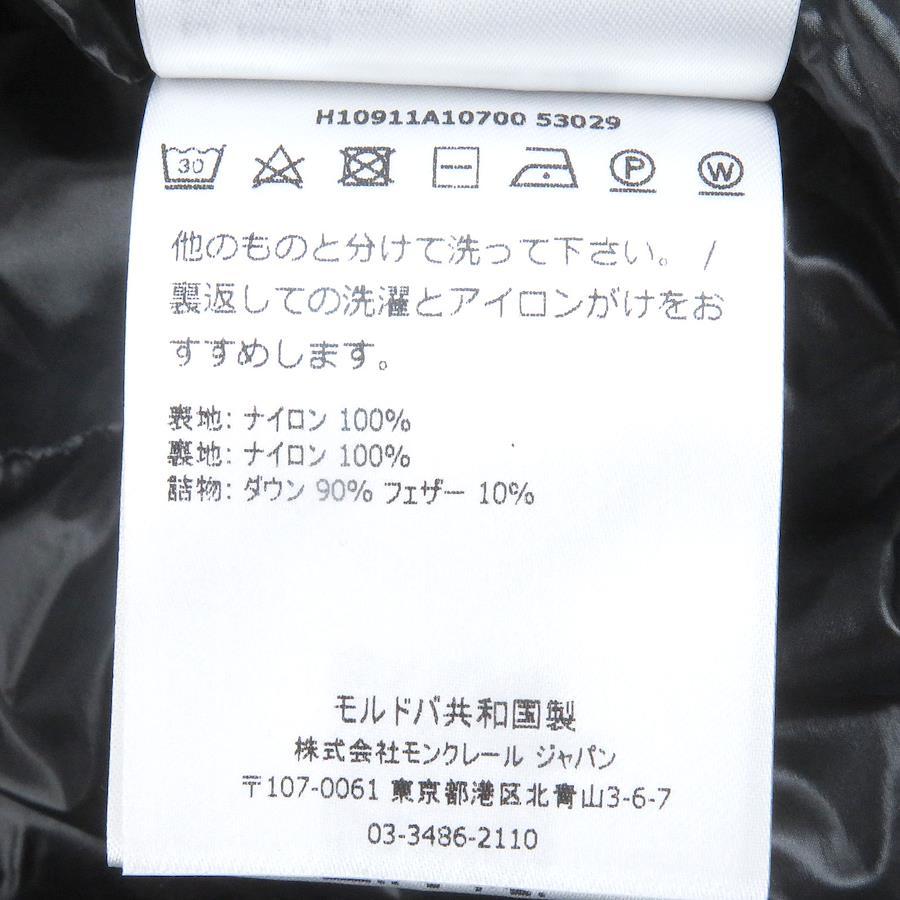 H10911A10700 53029
30 P W
他のものと分けて洗って下さい。 /
裏返しての洗濯とアイロンがけをお
すすめします。
表地: ナイロン 100%
裏地: ナイロン 100%
詰物: ダウン 90% フェザー 10%
モルドバ共和国製
株式会社モンクレール ジャパン
〒107-0061 東京都港区北青山3-6-7
03-3486-2110